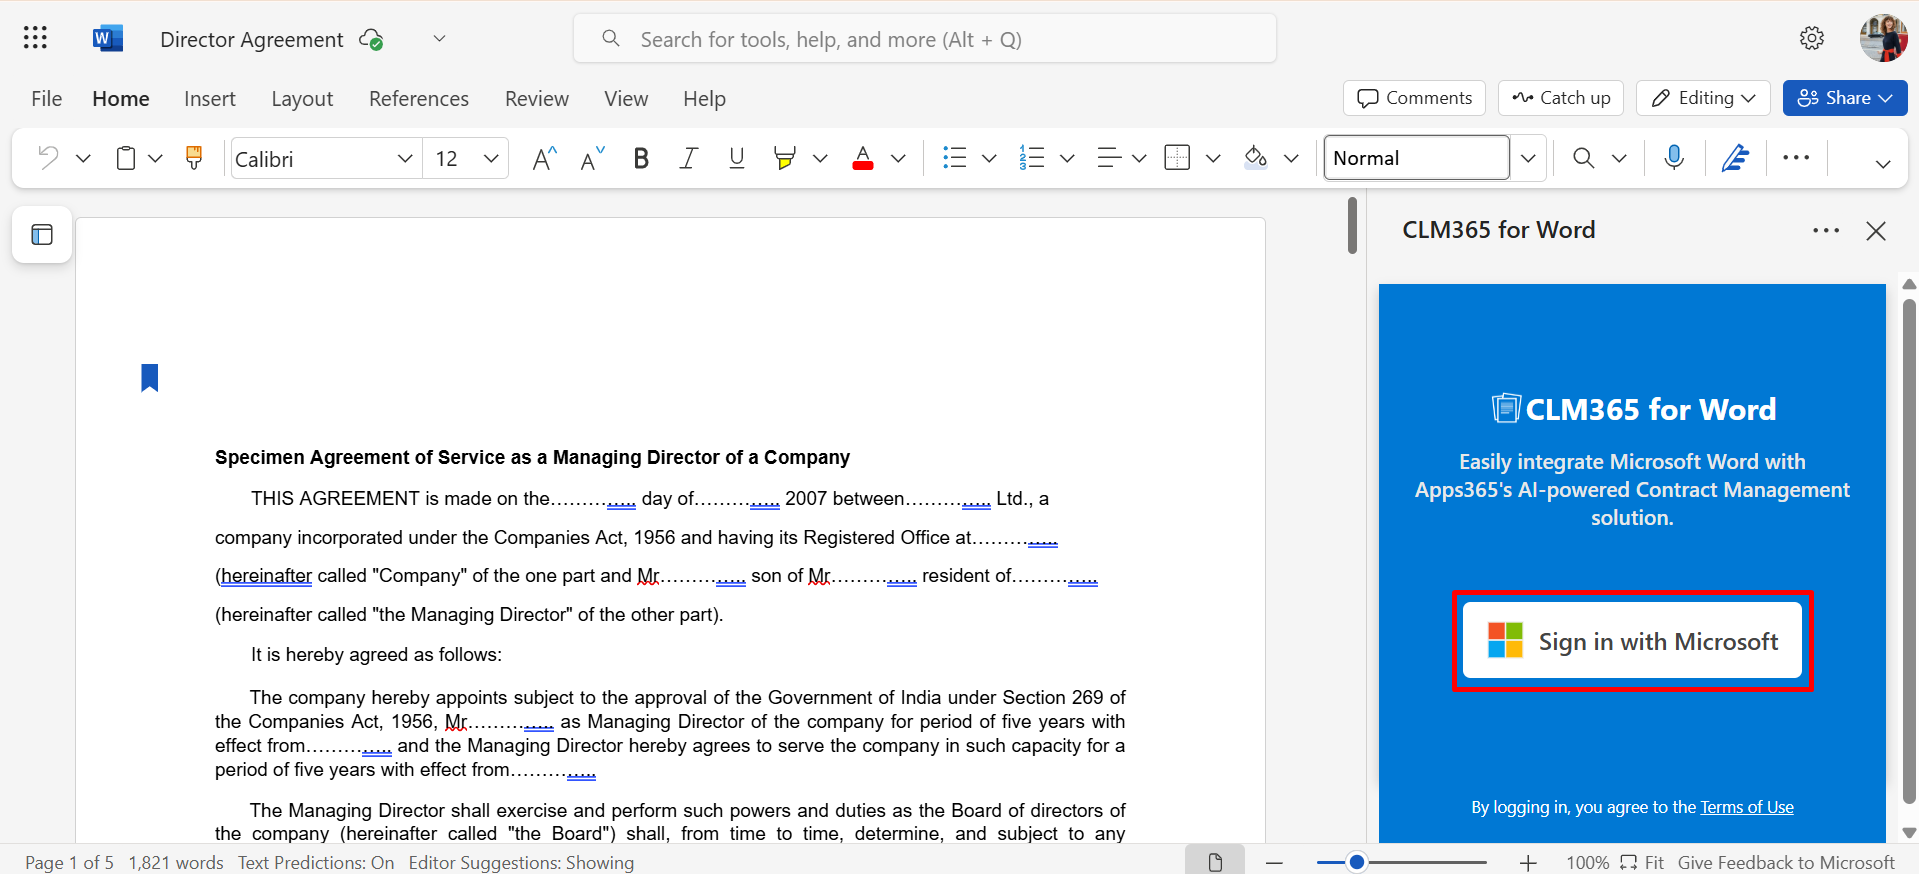 Director Agreement
Search for tools, help, and more (Alt + Q)
File Home Insert Layout References Review View Help
Comments Catch up Editing Share
Calibri 12 Normal
CLM365 for Word
Specimen Agreement of Service as a Managing Director of a Company
THIS AGREEMENT is made on the.............. day of.............. 2007 between.............. Ltd., a
company incorporated under the Companies Act, 1956 and having its Registered Office at..............
(hereinafter called "Company" of the one part and Mr.............. son of Mr.............. resident of..............
(hereinafter called "the Managing Director" of the other part).
It is hereby agreed as follows:
The company hereby appoints subject to the approval of the Government of India under Section 269 of
the Companies Act, 1956, Mr.............. as Managing Director of the company for period of five years with
effect from.............. and the Managing Director hereby agrees to serve the company in such capacity for a
period of five years with effect from..............
The Managing Director shall exercise and perform such powers and duties as the Board of directors of
the company (hereinafter called "the Board") shall, from time to time, determine, and subject to any
CLM365 for Word
Easily integrate Microsoft Word with
Apps365's AI-powered Contract Management
solution.
Sign in with Microsoft
By logging in, you agree to the Terms of Use
Page 1 of 5 1,821 words Text Predictions: On Editor Suggestions: Showing
100% Fit Give Feedback to Microsoft